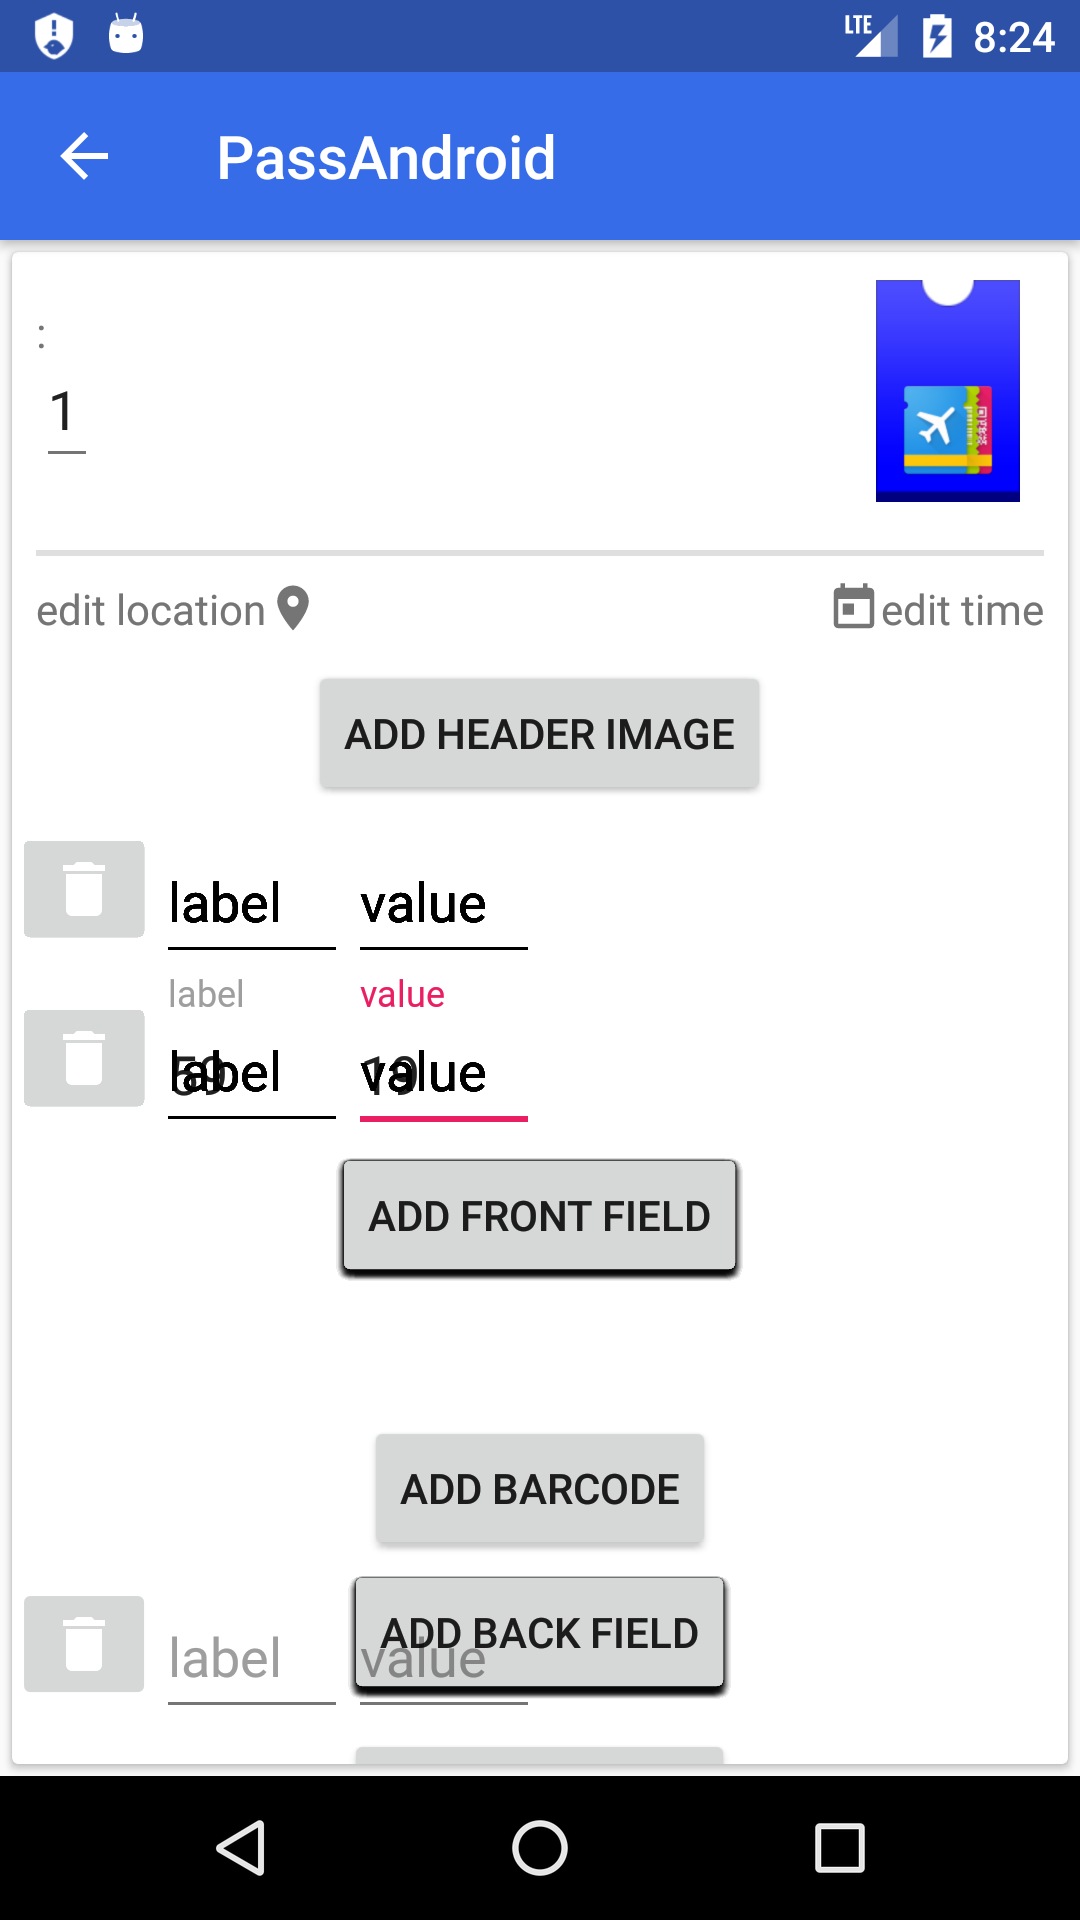 LTE 8:24
PassAndroid
:
1
edit location edit time
ADD HEADER IMAGE
label value
label value
59 19
label value
ADD FRONT FIELD
ADD BARCODE
ADD BACK FIELD
label value